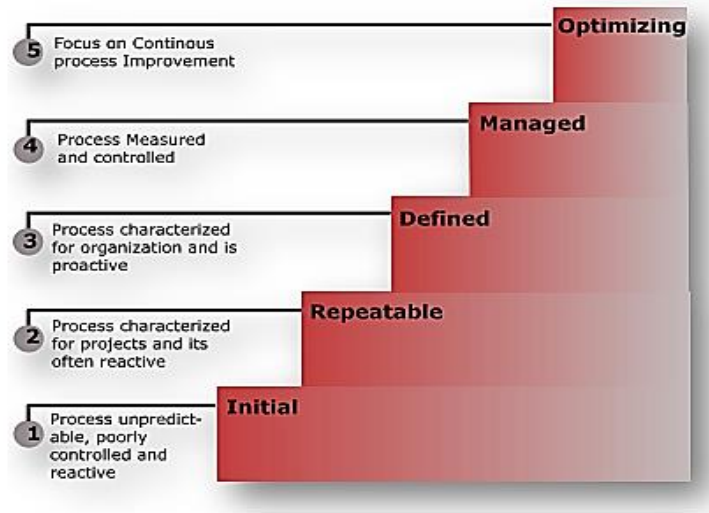 Optimizing
5
Focus on Continous
process Improvement
Managed
4
Process Measured
and controlled
Defined
3
Process characterized
for organization and is
proactive
Repeatable
2
Process characterized
for projects and its
often reactive
Initial
1
Process unpredict-
able, poorly
controlled and
reactive